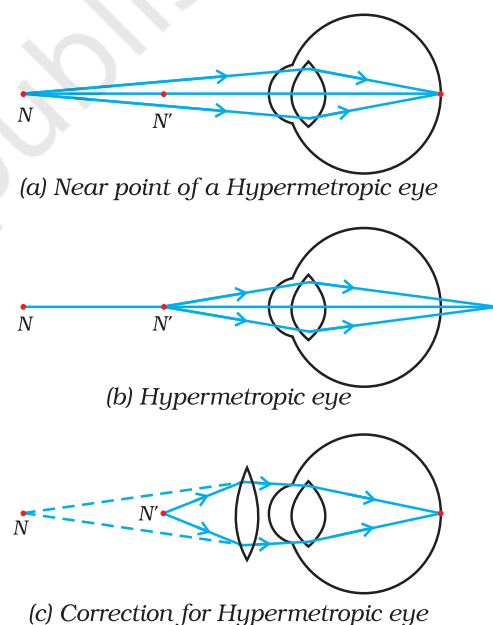 N
N′
(a) Near point of a Hypermetropic eye
N
N′
(b) Hypermetropic eye
N
N′
(c) Correction for Hypermetropic eye